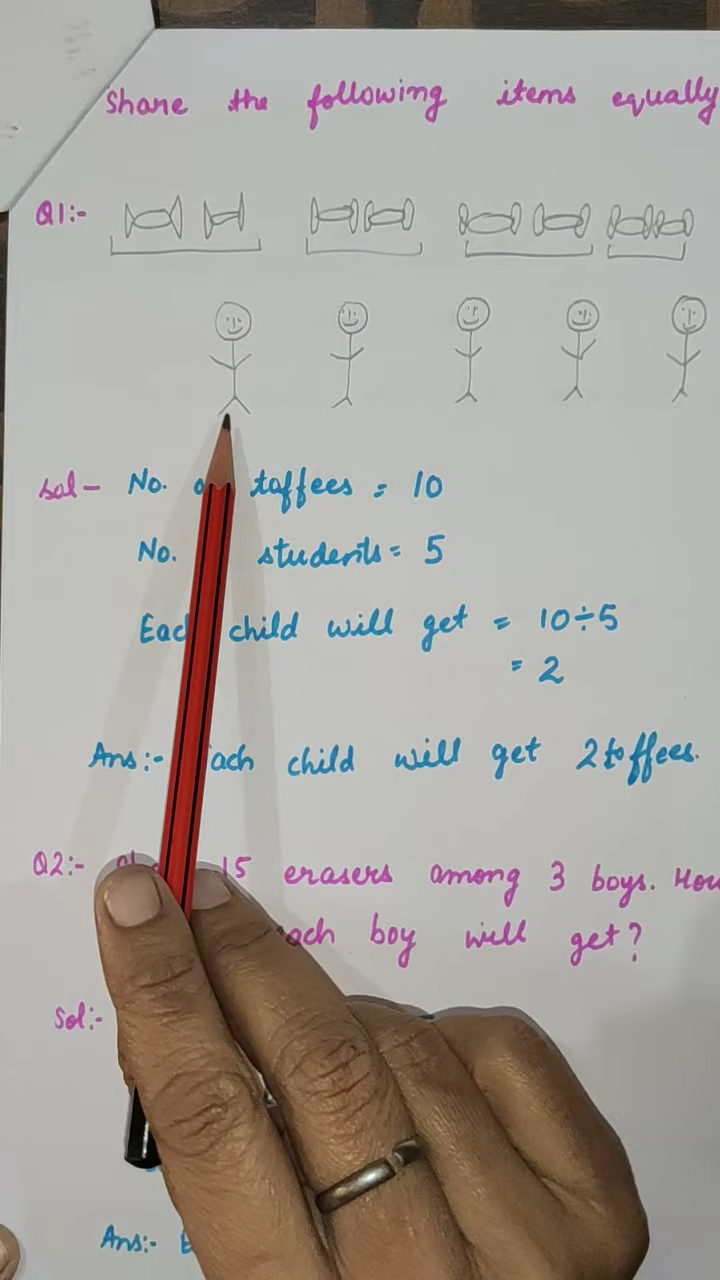 Share the following items equally
Q1:-
Sol- No. toffees = 10
No. students = 5
Each child will get = 10÷5
= 2
Ans:- child will get 2 toffees.
Q2:- 15 erasers among 3 boys. How
boy will get?
Sol:-
Ans:-